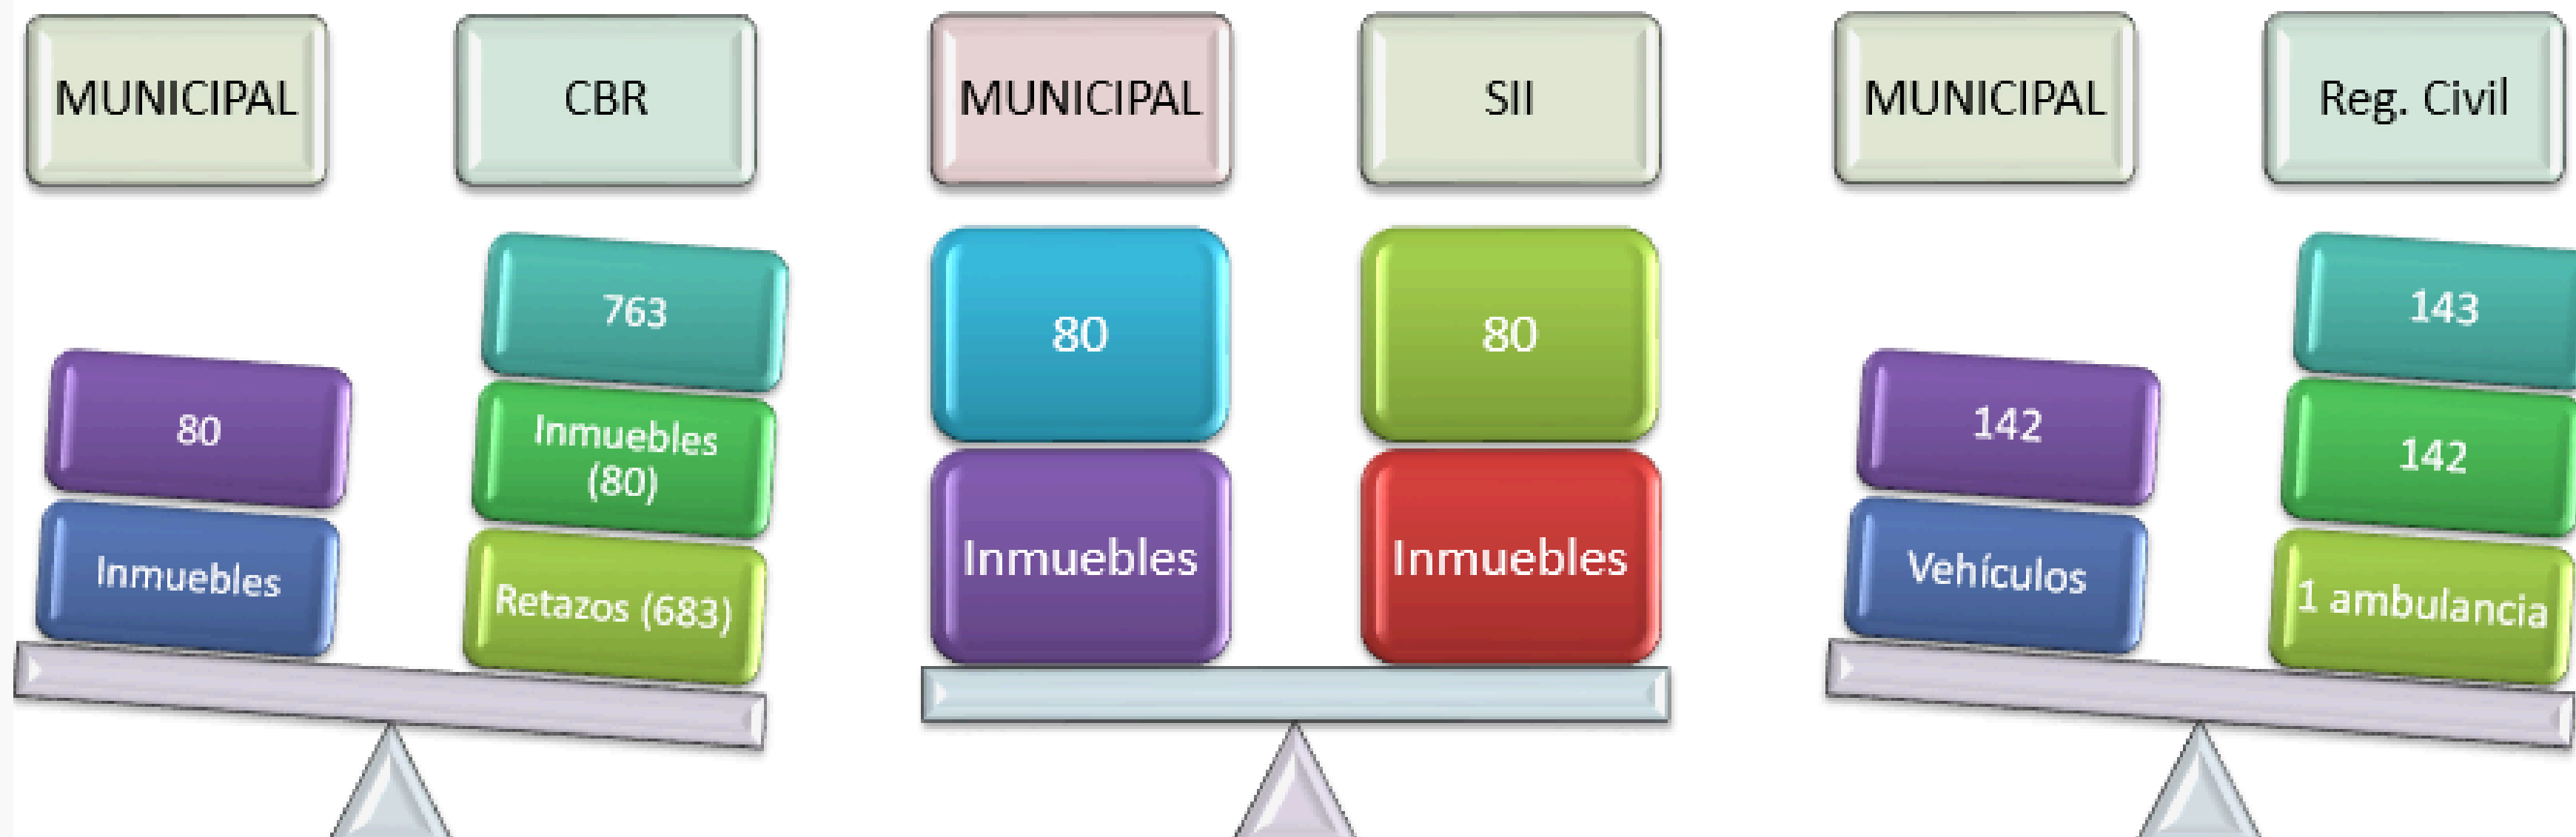 MUNICIPAL
CBR
80
Inmuebles
763
Inmuebles
(80)
Retazos (683)
MUNICIPAL
SII
80
Inmuebles
80
Inmuebles
MUNICIPAL
Reg. Civil
142
Vehículos
143
142
1 ambulancia